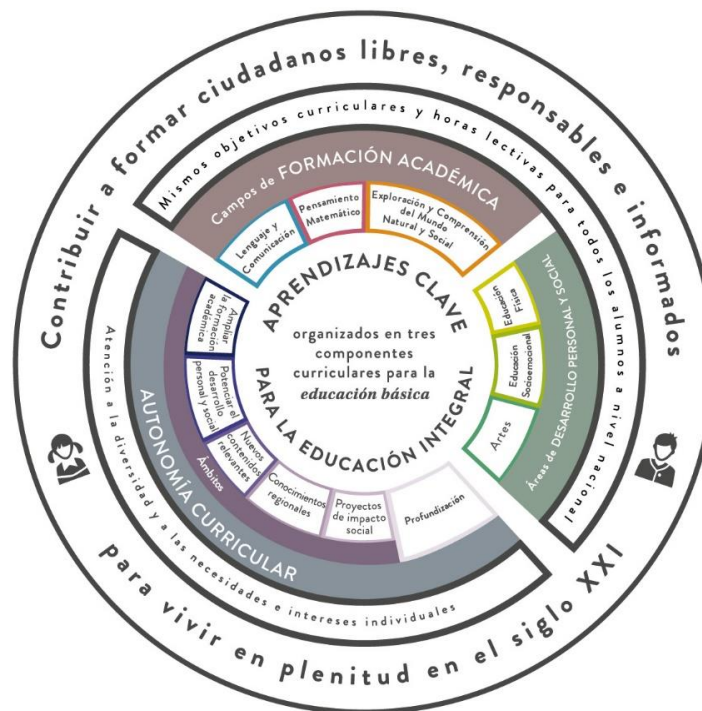 Contribuir a formar ciudadanos libres, responsables e informados
para vivir en plenitud en el siglo XXI
Mismos objetivos curriculares y horas lectivas para todos los alumnos a nivel nacional
Campos de FORMACIÓN ACADÉMICA
Lenguaje y
Comunicación
Pensamiento
Matemático
Exploración y Comprensión
del Mundo
Natural y Social
Áreas de DESARROLLO PERSONAL Y SOCIAL
Educación
Física
Educación
Socioemocional
Artes
APRENDIZAJES CLAVE
organizados en tres
componentes
curriculares para la
educación básica
PARA LA EDUCACIÓN INTEGRAL
Atención a la diversidad y a las necesidades e intereses individuales
AUTONOMÍA CURRICULAR
Ámbitos
Ampliar
la formación
académica
Potenciar el
desarrollo
personal y social
Nuevos
contenidos
relevantes
Conocimientos
regionales
Proyectos
de impacto
social
Profundización